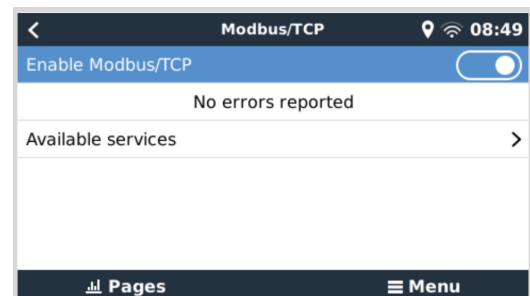 Modbus/TCP 08:49
Enable Modbus/TCP
No errors reported
Available services
Pages Menu